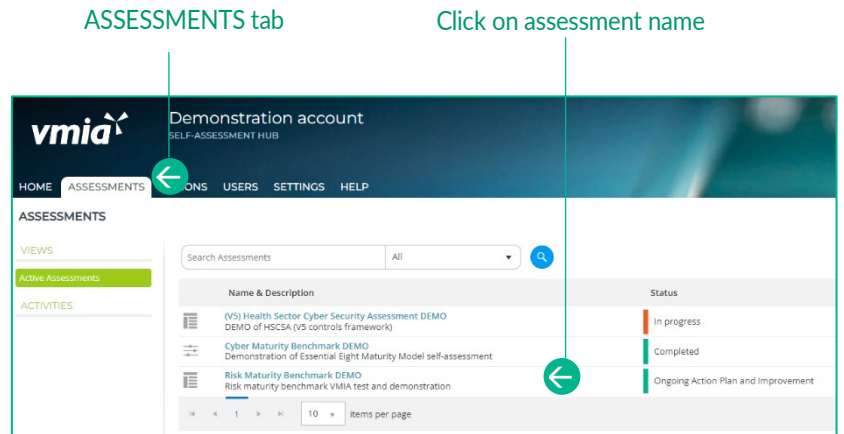 ASSESSMENTS tab
Click on assessment name
vmia
Demonstration account
SELF-ASSESSMENT HUB
HOME ASSESSMENTS ONS USERS SETTINGS HELP
ASSESSMENTS
VIEWS
Active Assessments
ACTIVITIES
Search Assessments All
Name & Description Status
(V5) Health Sector Cyber Security Assessment DEMO
DEMO of HSCSA (V5 controls framework)
In progress
Cyber Maturity Benchmark DEMO
Demonstration of Essential Eight Maturity Model self-assessment
Completed
Risk Maturity Benchmark DEMO
Risk maturity benchmark VMIA test and demonstration
Ongoing Action Plan and Improvement
1 10 items per page